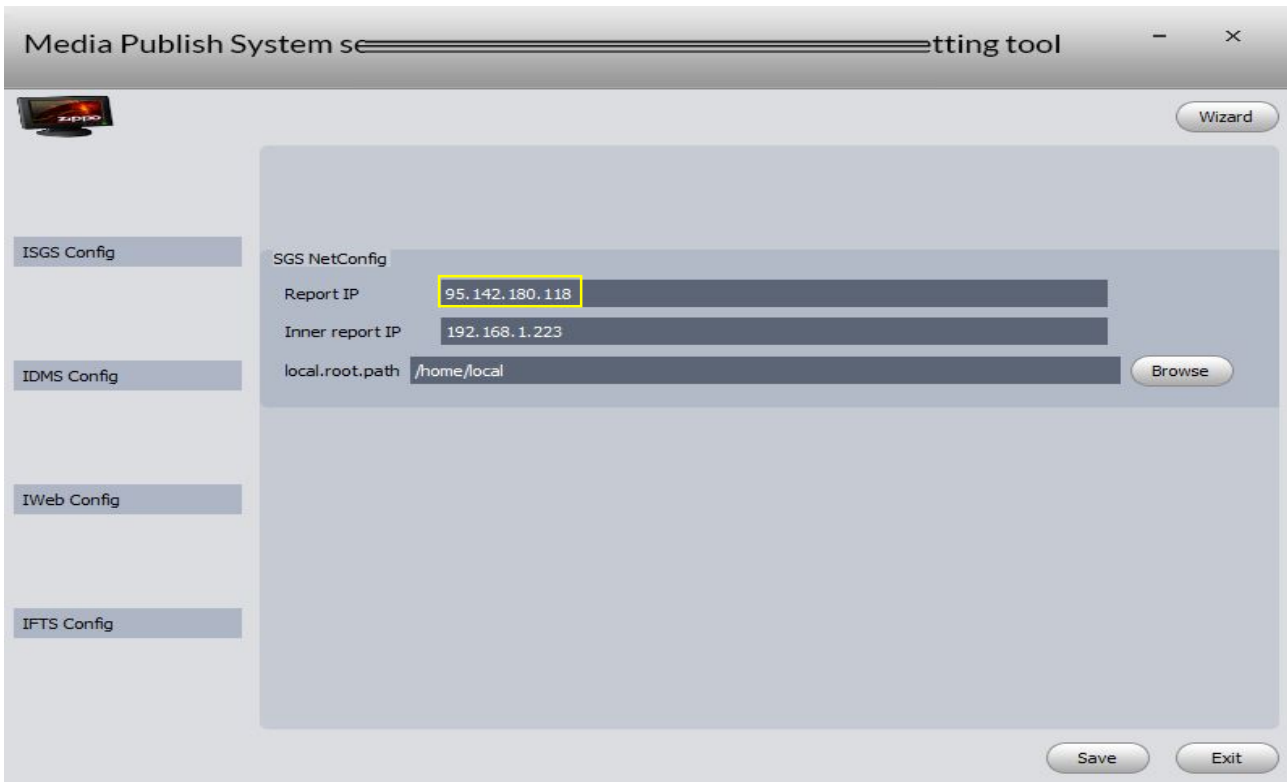 Media Publish System se tting tool
zippo
Wizard
ISGS Config
SGS NetConfig
Report IP 95.142.180.118
Inner report IP 192.168.1.223
IDMS Config
local.root.path /home/local Browse
IWeb Config
IFTS Config
Save Exit